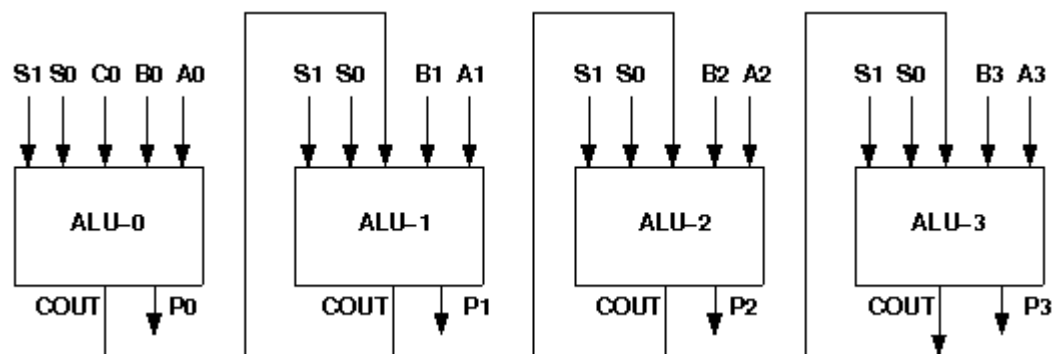 S1 S0 C0 B0 A0 S1 S0 B1 A1 S1 S0 B2 A2 S1 S0 B3 A3
ALU–0 ALU–1 ALU–2 ALU–3
COUT P0 COUT P1 COUT P2 COUT P3